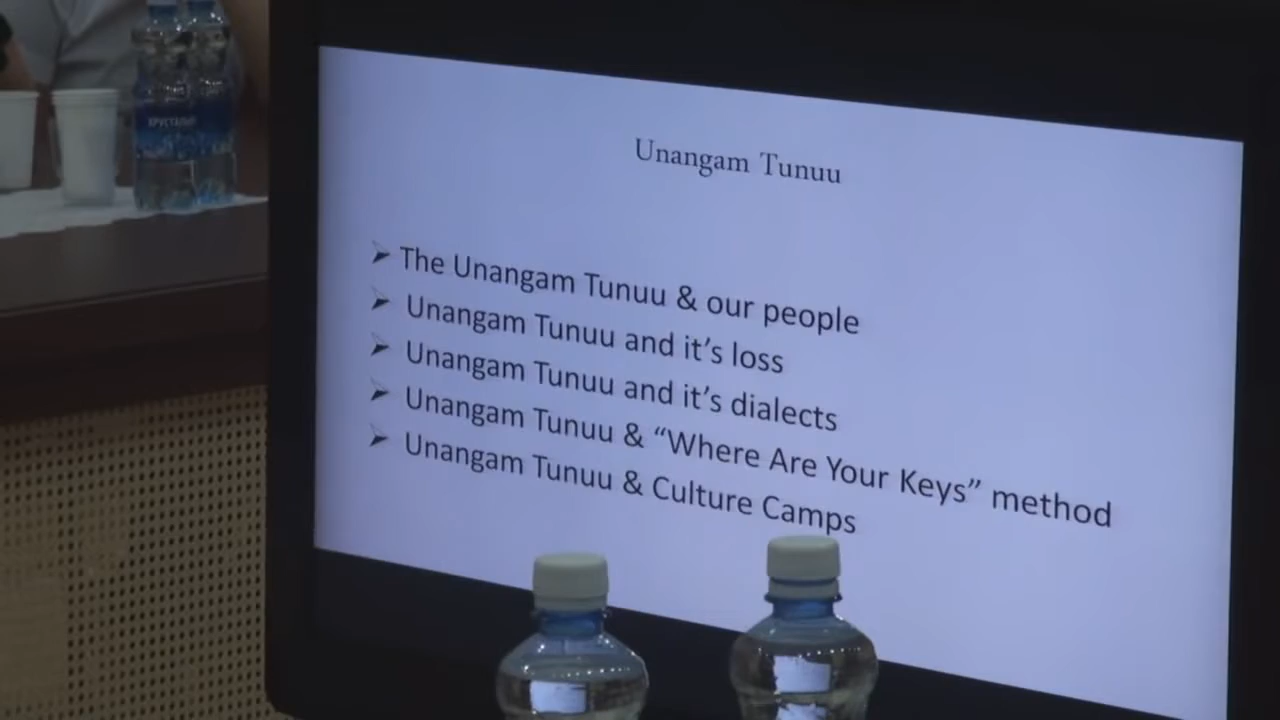 Unangam Tunuu
The Unangam Tunuu & our people
Unangam Tunuu and it’s loss
Unangam Tunuu and it’s dialects
Unangam Tunuu & “Where Are Your Keys” method
Unangam Tunuu & Culture Camps